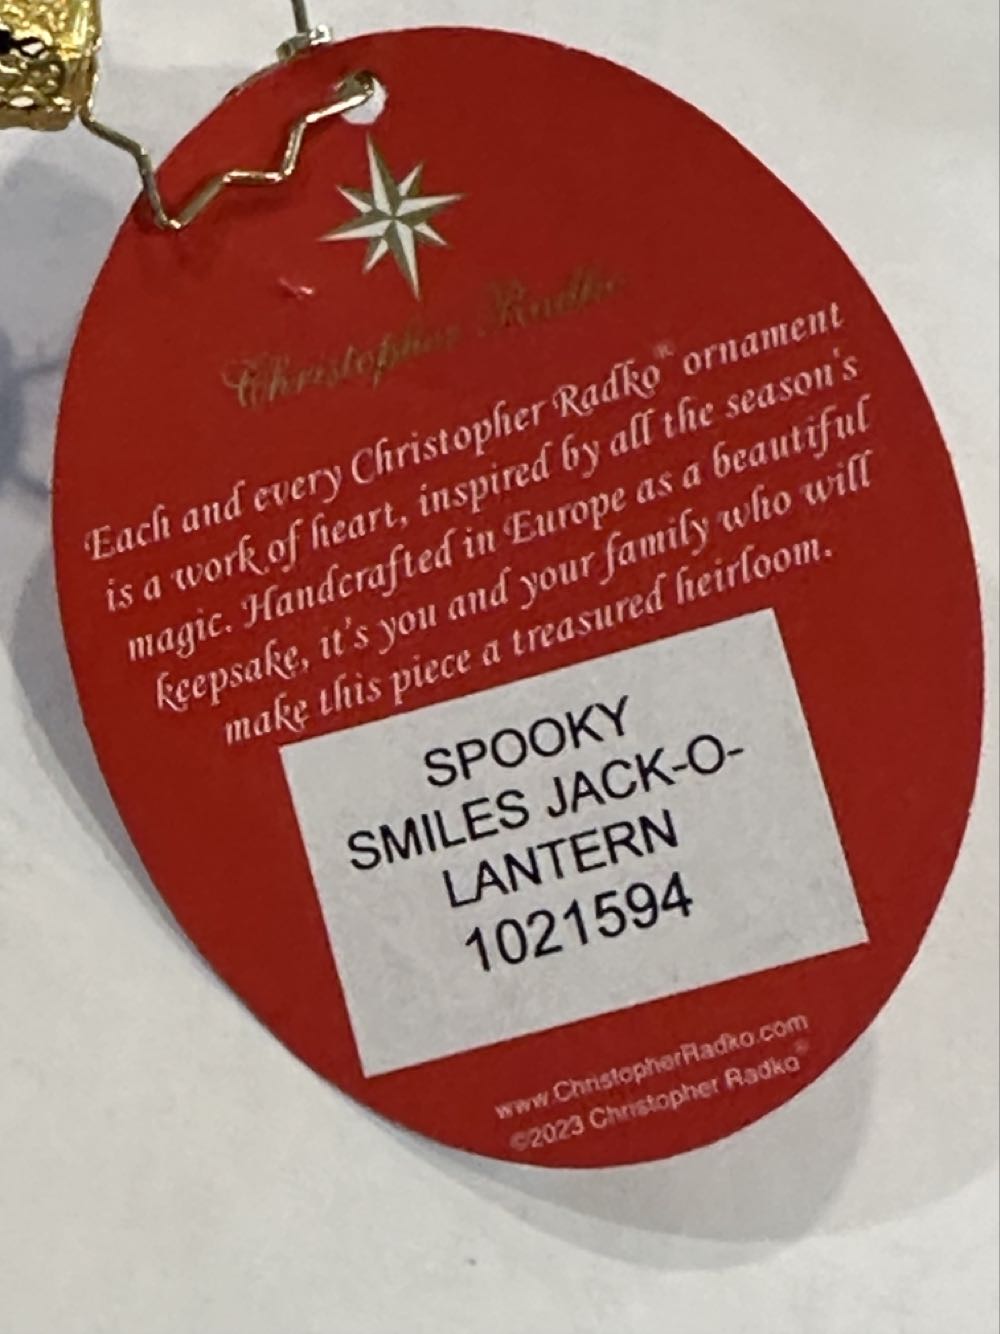 Christopher Radko
Each and every Christopher Radko® ornament
is a work of heart, inspired by all the season's
magic. Handcrafted in Europe as a beautiful
keepsake, it's you and your family who will
make this piece a treasured heirloom.
SPOOKY
SMILES JACK-O-
LANTERN
1021594
www.ChristopherRadko.com
©2023 Christopher Radko®